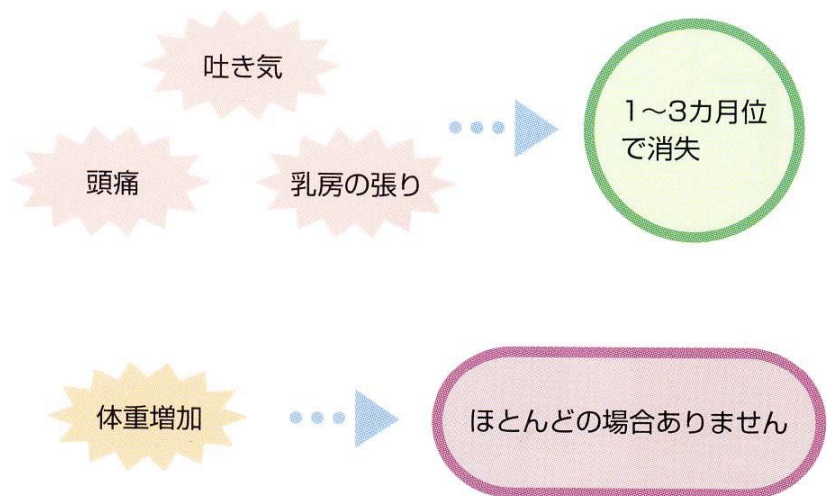 吐き気
頭痛
乳房の張り
1～3カ月位
で消失
体重増加
ほとんどの場合ありません